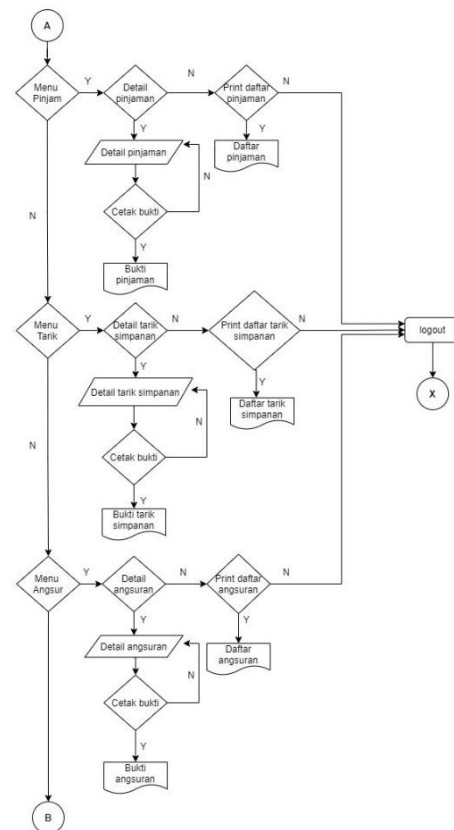 A
Menu
Pinjam
Y
Detail
pinjaman
N
Print daftar
pinjaman
N
Y
Y
Detail pinjaman
Daftar
pinjaman
N
Cetak bukti
N
Y
Bukti
pinjaman
Menu
Tarik
Y
Detail tarik
simpanan
N
Print daftar tarik
simpanan
N
logout
Y
Y
Detail tarik simpanan
Daftar tarik
simpanan
X
N
N
Cetak bukti
Y
Bukti tarik
simpanan
Menu
Angsur
Y
Detail
angsuran
N
Print daftar
angsuran
N
Y
Y
Detail angsuran
Daftar
angsuran
N
Cetak bukti
Y
Bukti
angsuran
B